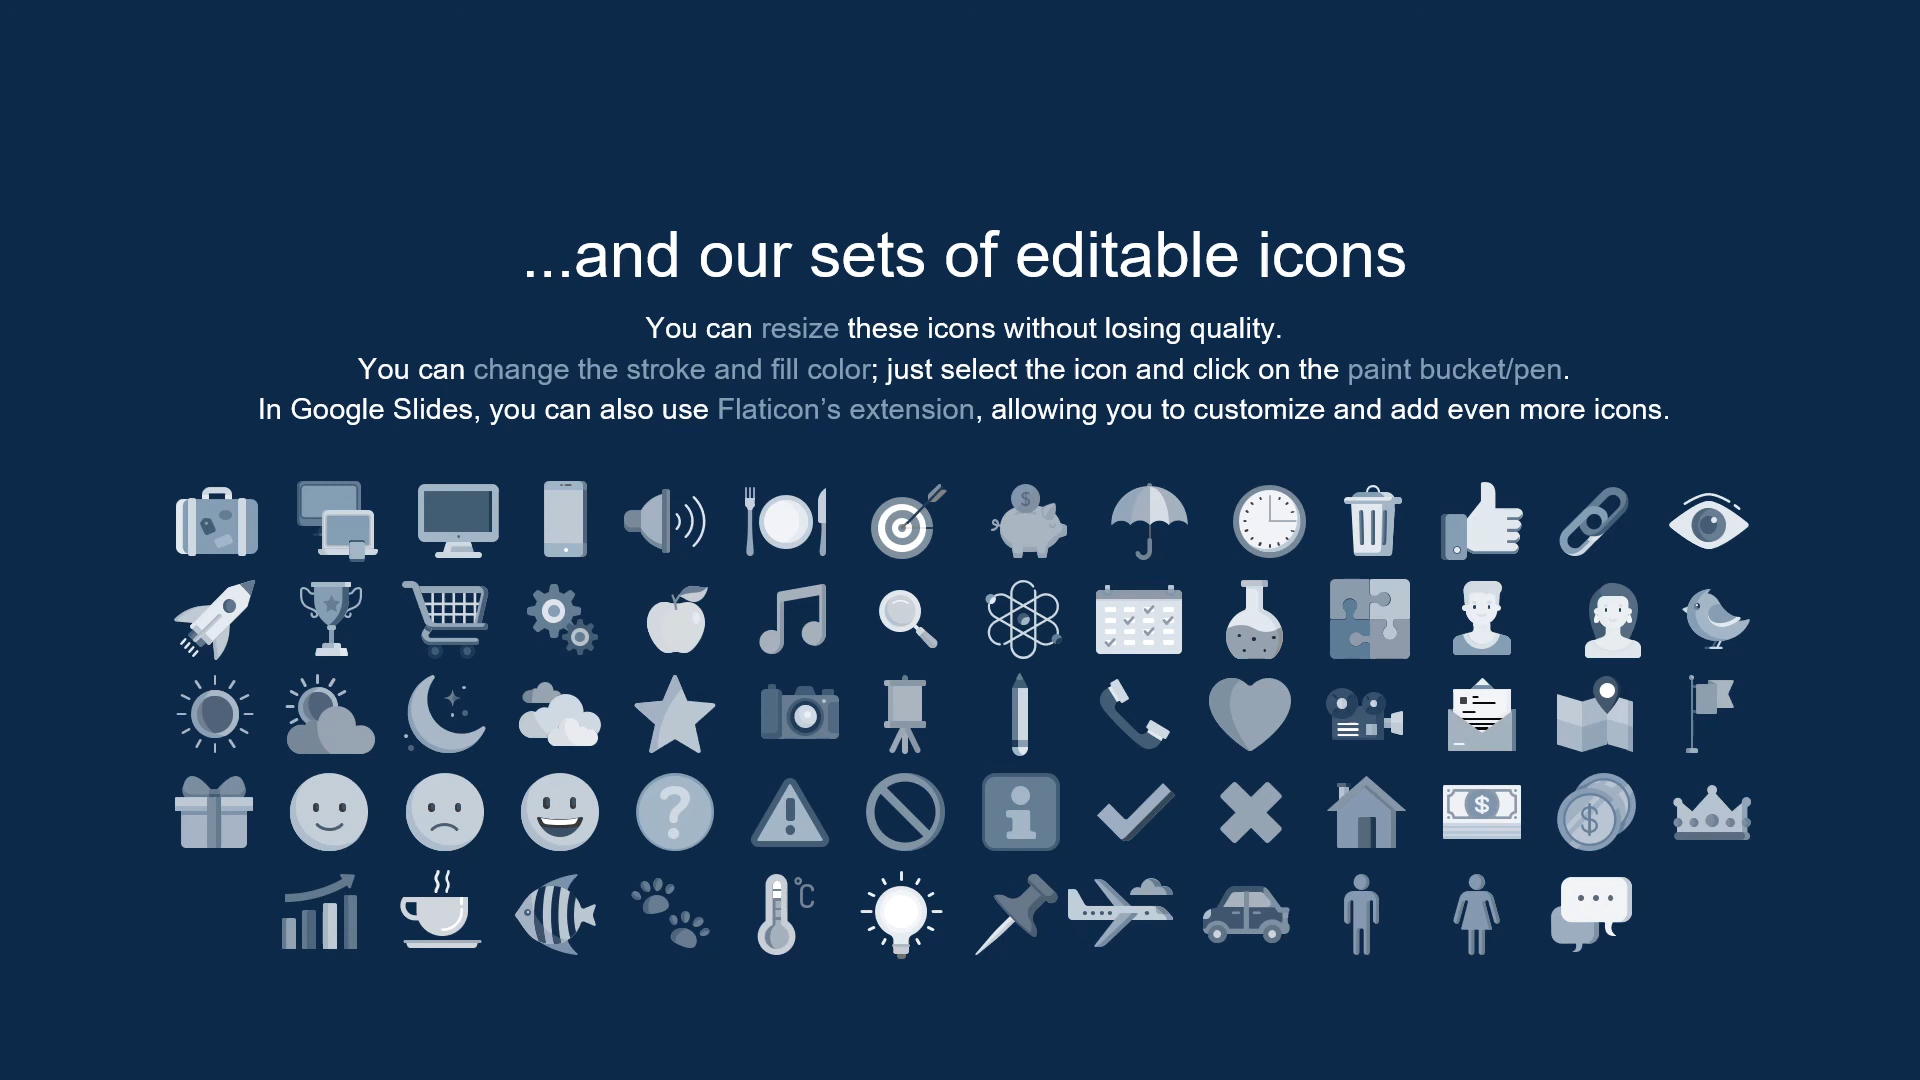 ...and our sets of editable icons
You can resize these icons without losing quality.
You can change the stroke and fill color; just select the icon and click on the paint bucket/pen.
In Google Slides, you can also use Flaticon’s extension, allowing you to customize and add even more icons.
$
?
!
i
$
$
°C